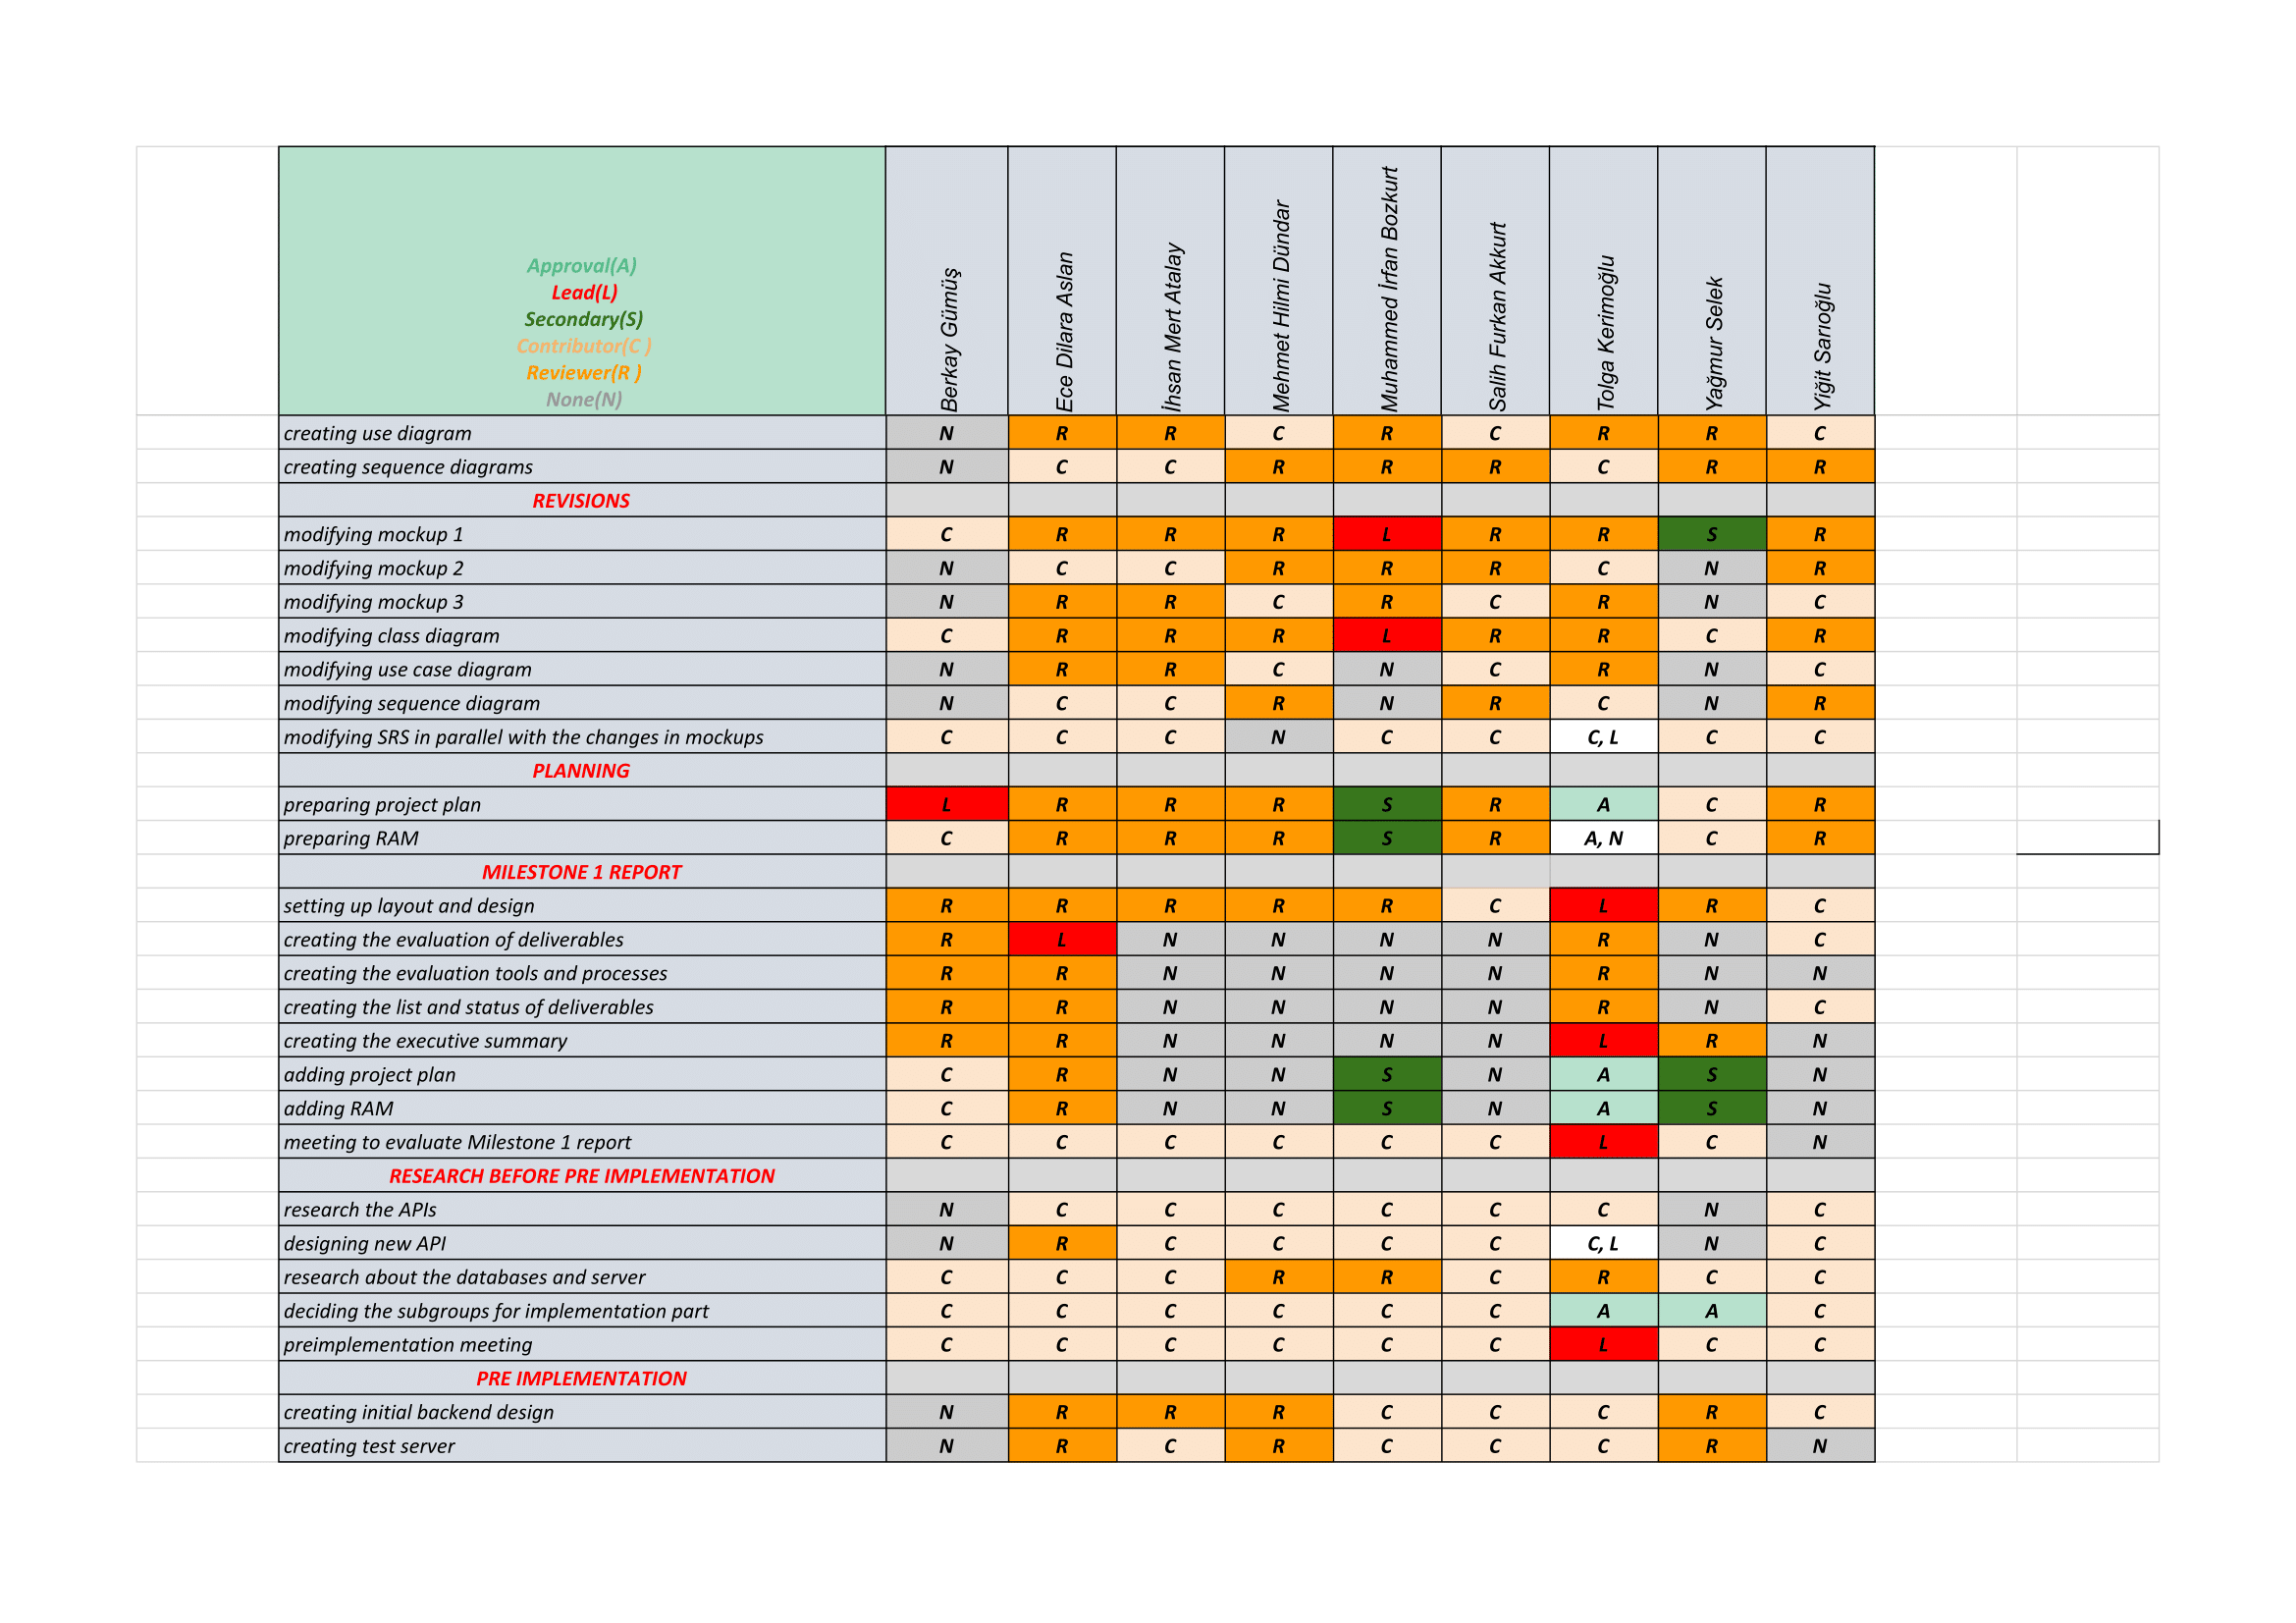 Approval(A)
Lead(L)
Secondary(S)
Contributor(C )
Reviewer(R )
None(N)
Berkay Gümüş
Ece Dilara Aslan
İhsan Mert Atalay
Mehmet Hilmi Dündar
Muhammed İrfan Bozkurt
Salih Furkan Akkurt
Tolga Kerimoğlu
Yağmur Selek
Yiğit Sarıoğlu
creating use diagram N R R C R C R R C
creating sequence diagrams N C C R R R C R R
REVISIONS
modifying mockup 1 C R R R L R R S R
modifying mockup 2 N C C R R R C N R
modifying mockup 3 N R R C R C R N C
modifying class diagram C R R R L R R C R
modifying use case diagram N R R C N C R N C
modifying sequence diagram N C C R N R C N R
modifying SRS in parallel with the changes in mockups C C C N C C C, L C C
PLANNING
preparing project plan L R R R S R A C R
preparing RAM C R R R S R A, N C R
MILESTONE 1 REPORT
setting up layout and design R R R R R C L R C
creating the evaluation of deliverables R L N N N N R N C
creating the evaluation tools and processes R R N N N N R N N
creating the list and status of deliverables R R N N N N R N C
creating the executive summary R R N N N N L R N
adding project plan C R N N S N A S N
adding RAM C R N N S N A S N
meeting to evaluate Milestone 1 report C C C C C C L C N
RESEARCH BEFORE PRE IMPLEMENTATION
research the APIs N C C C C C C N C
designing new API N R C C C C C, L N C
research about the databases and server C C C R R C R C C
deciding the subgroups for implementation part C C C C C C A A C
preimplementation meeting C C C C C C L C C
PRE IMPLEMENTATION
creating initial backend design N R R R C C C R C
creating test server N R C R C C C R N